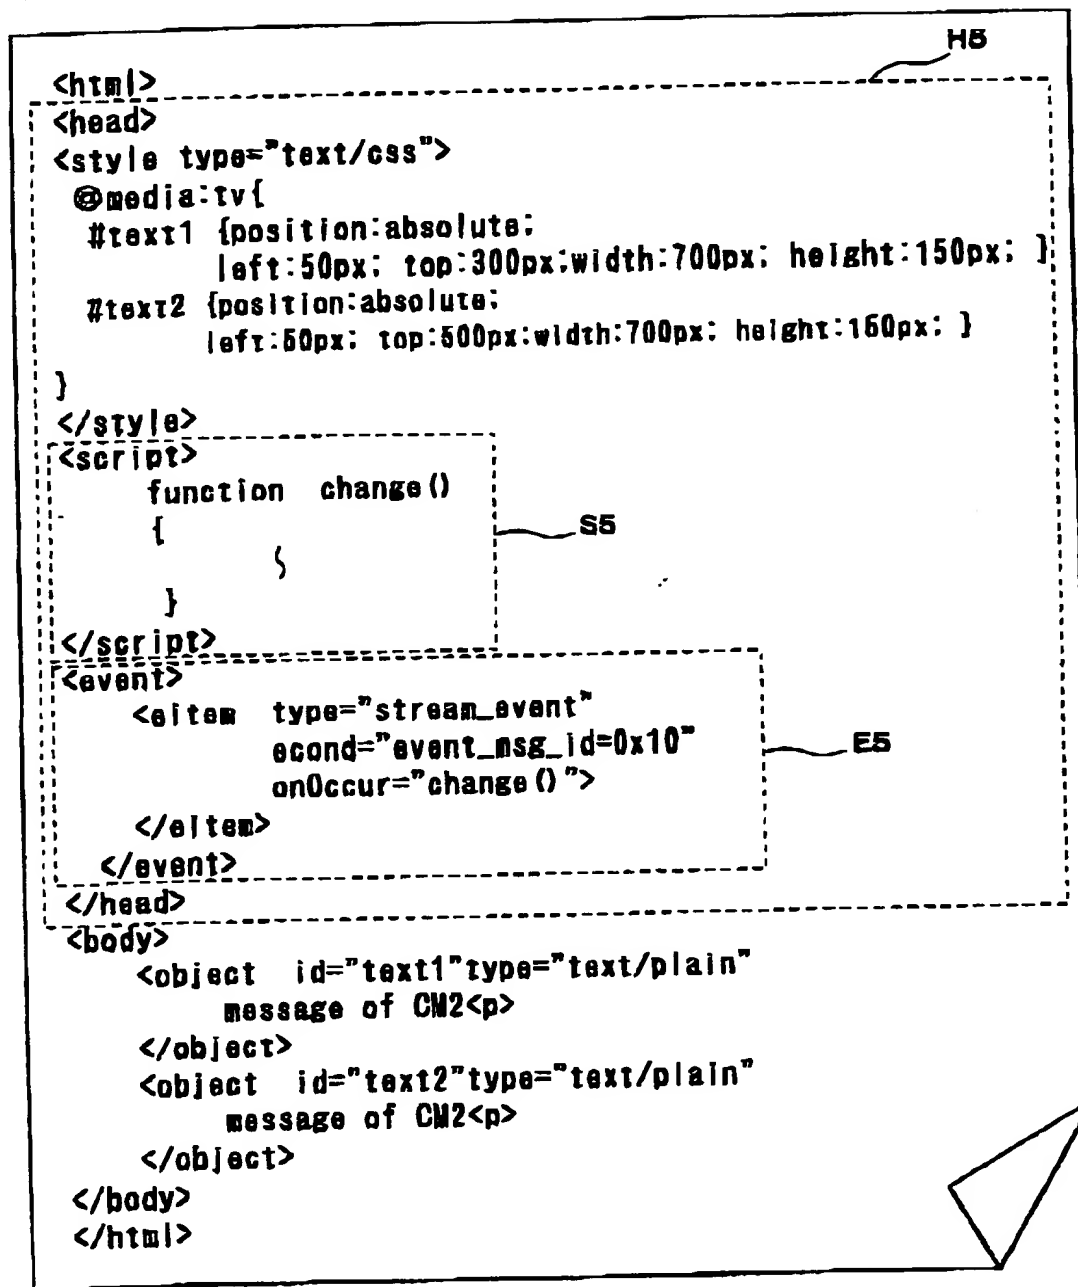 H5
<html>
<head>
<style type="text/css">
@media:tv{
#text1 {position:absolute;
left:50px; top:300px;width:700px; height:150px; }
#text2 {position:absolute;
left:50px; top:500px;width:700px; height:150px; }
}
</style>
<script>
function change()
{
}
S5
</script>
<event>
<eitem type="stream_event"
econd="event_msg_id=0x10"
onOccur="change()">
E5
</eitem>
</event>
</head>
<body>
<object id="text1"type="text/plain"
message of CM2<p>
</object>
<object id="text2"type="text/plain"
message of CM2<p>
</object>
</body>
</html>